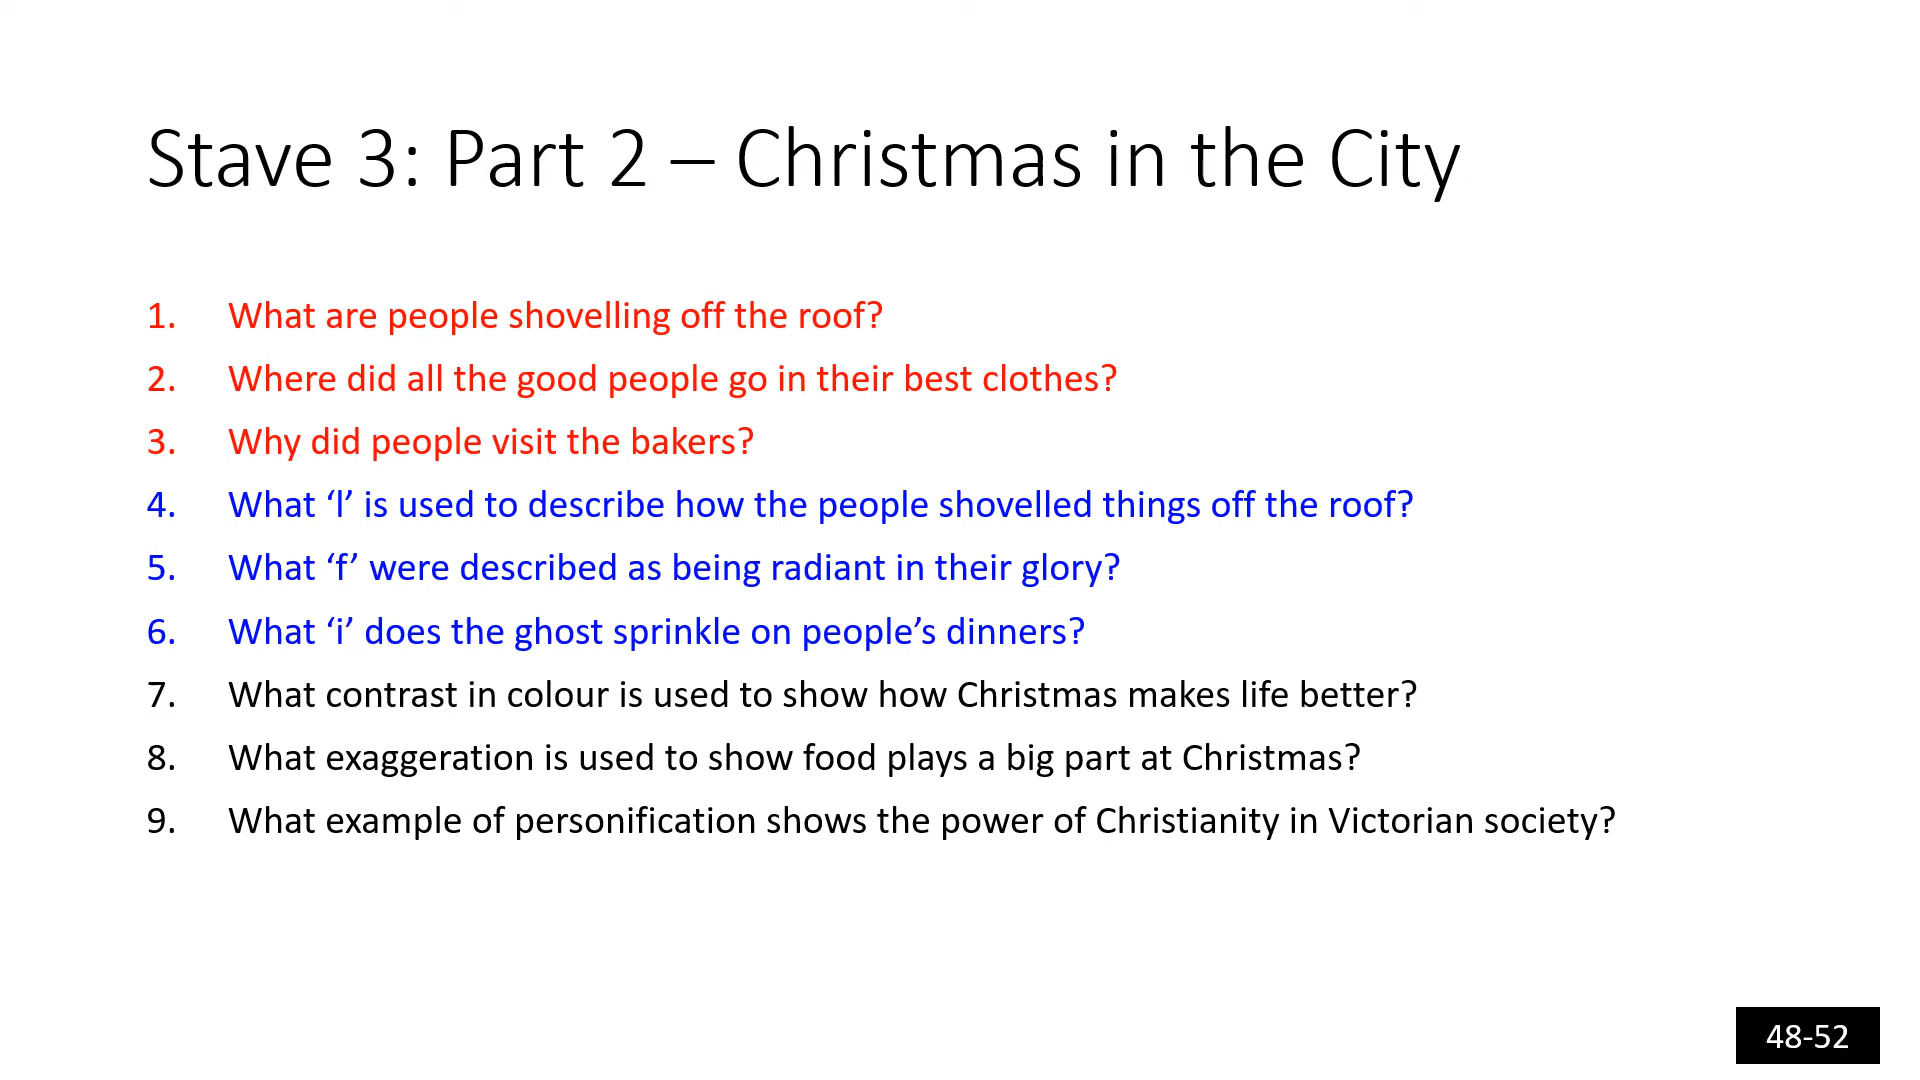 Stave 3: Part 2 – Christmas in the City
1. What are people shovelling off the roof?
2. Where did all the good people go in their best clothes?
3. Why did people visit the bakers?
4. What ‘l’ is used to describe how the people shovelled things off the roof?
5. What ‘f’ were described as being radiant in their glory?
6. What ‘i’ does the ghost sprinkle on people’s dinners?
7. What contrast in colour is used to show how Christmas makes life better?
8. What exaggeration is used to show food plays a big part at Christmas?
9. What example of personification shows the power of Christianity in Victorian society?
48-52